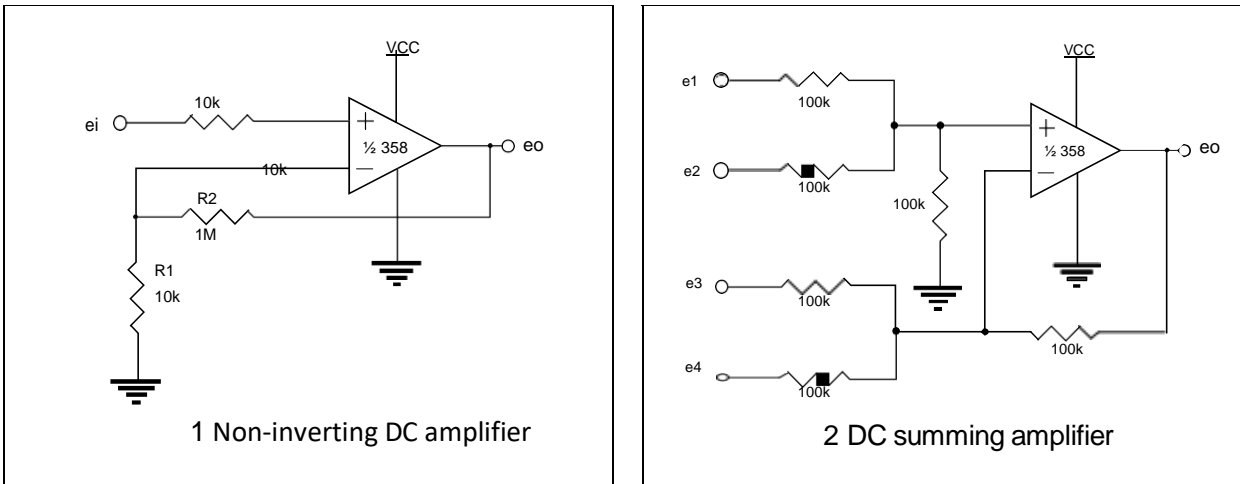 VCC
10k
ei
½ 358
eo
10k
R2
1M
R1
10k
1 Non-inverting DC amplifier
VCC
e1
100k
½ 358
eo
e2
100k
100k
e3
100k
100k
e4
100k
2 DC summing amplifier